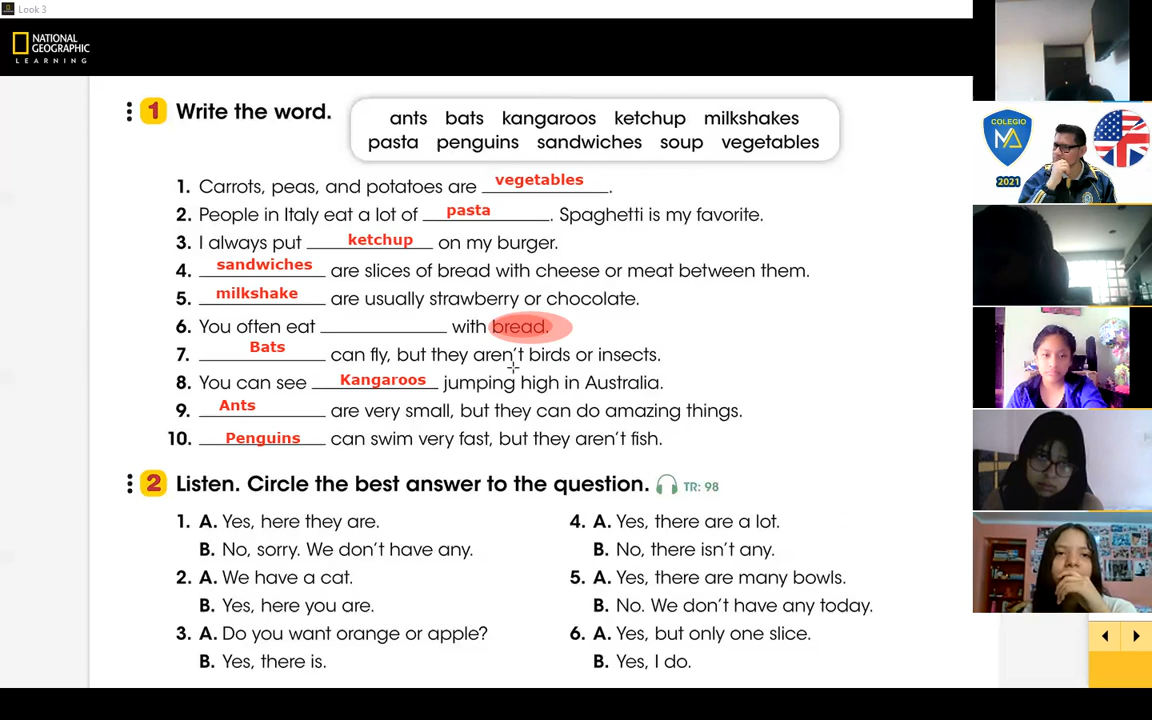 Look 3
NATIONAL
GEOGRAPHIC
LEARNING
1 Write the word.
ants bats kangaroos ketchup milkshakes
pasta penguins sandwiches soup vegetables
1. Carrots, peas, and potatoes are vegetables.
2. People in Italy eat a lot of pasta. Spaghetti is my favorite.
3. I always put ketchup on my burger.
4. sandwiches are slices of bread with cheese or meat between them.
5. milkshake are usually strawberry or chocolate.
6. You often eat ____________ with bread.
7. Bats can fly, but they aren't birds or insects.
8. You can see Kangaroos jumping high in Australia.
9. Ants are very small, but they can do amazing things.
10. Penguins can swim very fast, but they aren't fish.
2 Listen. Circle the best answer to the question. TR: 98
1. A. Yes, here they are.
B. No, sorry. We don't have any.
2. A. We have a cat.
B. Yes, here you are.
3. A. Do you want orange or apple?
B. Yes, there is.
4. A. Yes, there are a lot.
B. No, there isn't any.
5. A. Yes, there are many bowls.
B. No. We don't have any today.
6. A. Yes, but only one slice.
B. Yes, I do.
COLEGIO
MA
2021